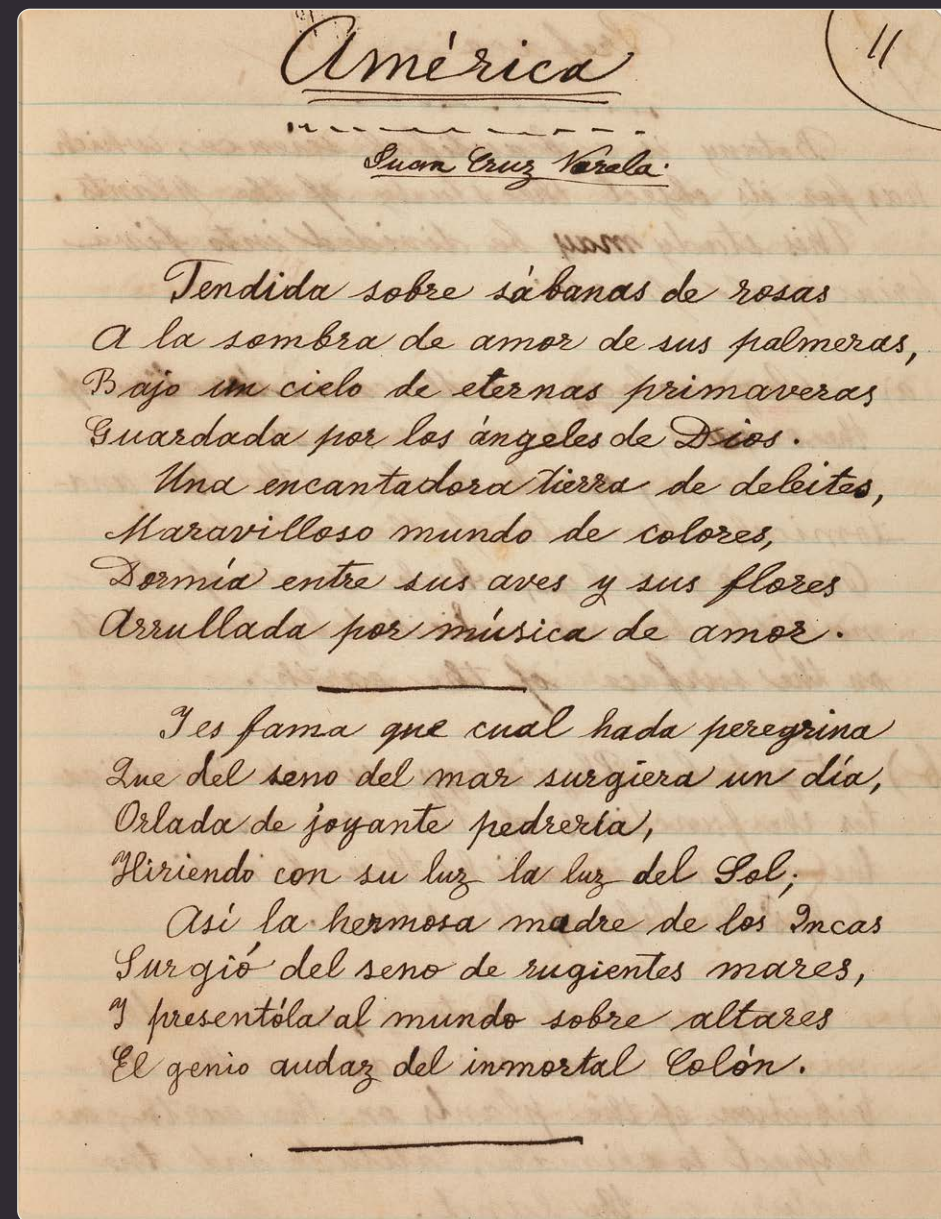 América
11
Juan Cruz Varela.
Tendida sobre sábanas de rosas
A la sombra de amor de sus palmeras,
Bajo un cielo de eternas primaveras
Guardada por los ángeles de Dios.
Una encantadora tierra de deleites,
Maravilloso mundo de colores,
Dormía entre sus aves y sus flores
Arrullada por música de amor.
I es fama que cual hada peregrina
Que del seno del mar surgiera un día,
Orlada de joyante pedrería,
Hiriendo con su luz la luz del Sol;
Así la hermosa madre de los Incas
Surgió del seno de rugientes mares,
I presentóla al mundo sobre altares
El genio audaz del inmortal Colón.